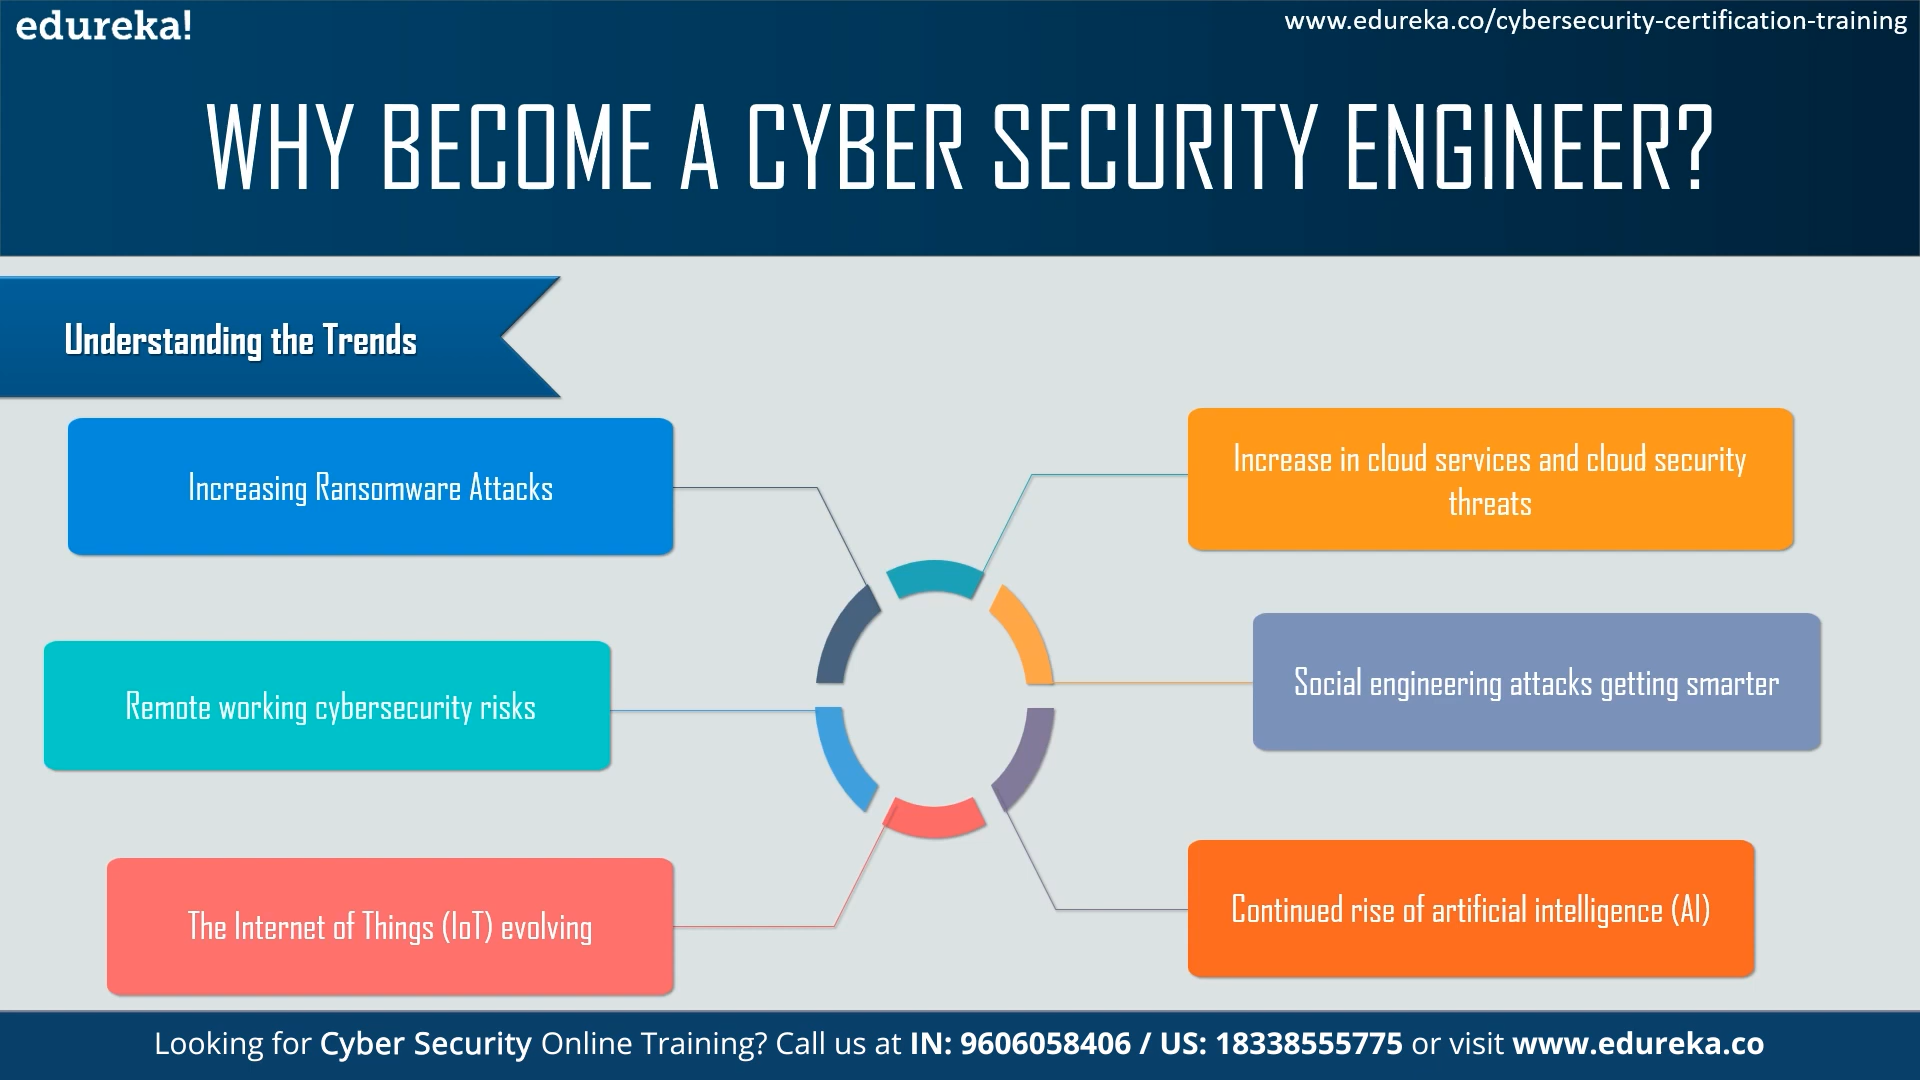 edureka!
www.edureka.co/cybersecurity-certification-training
WHY BECOME A CYBER SECURITY ENGINEER?
Understanding the Trends
Increasing Ransomware Attacks
Remote working cybersecurity risks
The Internet of Things (IoT) evolving
Increase in cloud services and cloud security
threats
Social engineering attacks getting smarter
Continued rise of artificial intelligence (AI)
Looking for Cyber Security Online Training? Call us at IN: 9606058406 / US: 18338555775 or visit www.edureka.co